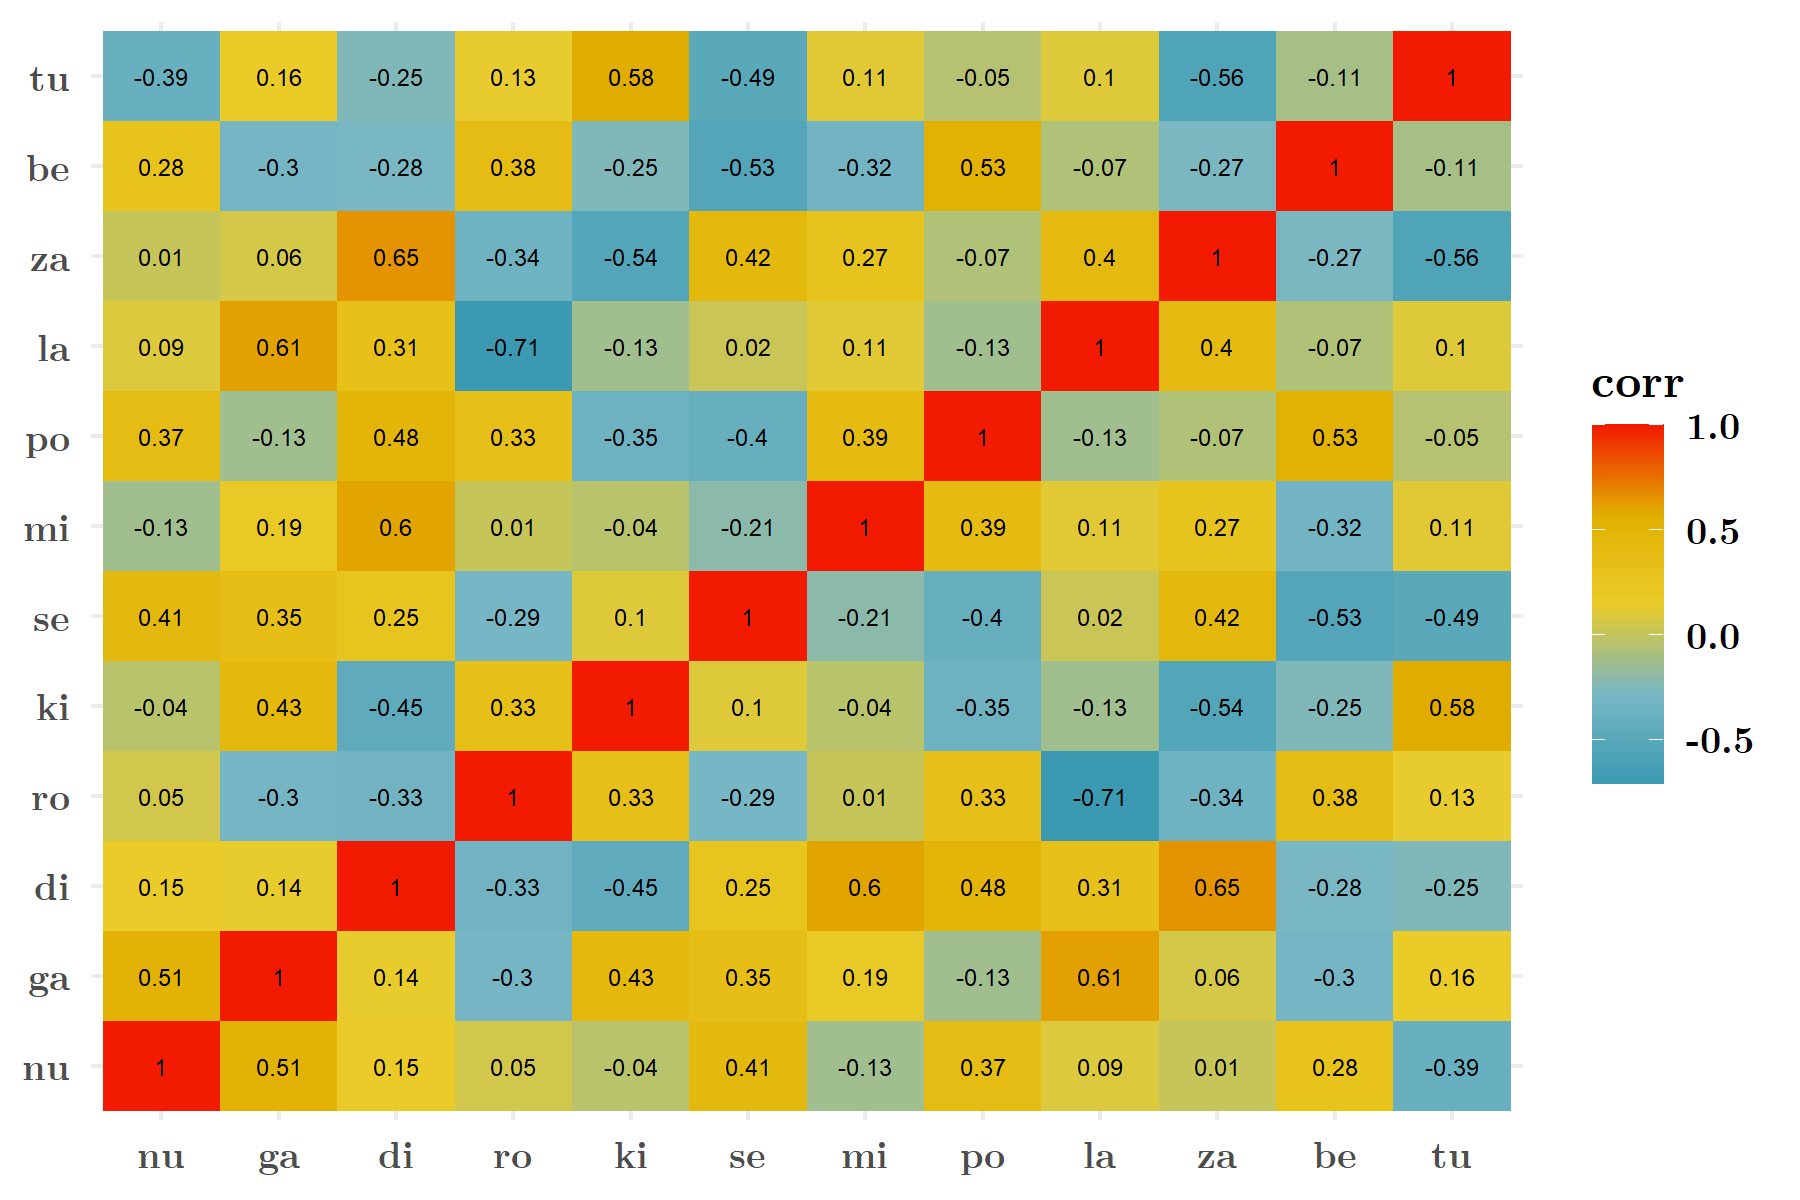 tu -0.39 0.16 -0.25 0.13 0.58 -0.49 0.11 -0.05 0.1 -0.56 -0.11 1
be 0.28 -0.3 -0.28 0.38 -0.25 -0.53 -0.32 0.53 -0.07 -0.27 1 -0.11
za 0.01 0.06 0.65 -0.34 -0.54 0.42 0.27 -0.07 0.4 1 -0.27 -0.56
la 0.09 0.61 0.31 -0.71 -0.13 0.02 0.11 -0.13 1 0.4 -0.07 0.1
po 0.37 -0.13 0.48 0.33 -0.35 -0.4 0.39 1 -0.13 -0.07 0.53 -0.05
mi -0.13 0.19 0.6 0.01 -0.04 -0.21 1 0.39 0.11 0.27 -0.32 0.11
se 0.41 0.35 0.25 -0.29 0.1 1 -0.21 -0.4 0.02 0.42 -0.53 -0.49
ki -0.04 0.43 -0.45 0.33 1 0.1 -0.04 -0.35 -0.13 -0.54 -0.25 0.58
ro 0.05 -0.3 -0.33 1 0.33 -0.29 0.01 0.33 -0.71 -0.34 0.38 0.13
di 0.15 0.14 1 -0.33 -0.45 0.25 0.6 0.48 0.31 0.65 -0.28 -0.25
ga 0.51 1 0.14 -0.3 0.43 0.35 0.19 -0.13 0.61 0.06 -0.3 0.16
nu 1 0.51 0.15 0.05 -0.04 0.41 -0.13 0.37 0.09 0.01 0.28 -0.39
nu ga di ro ki se mi po la za be tu
corr
1.0
0.5
0.0
-0.5